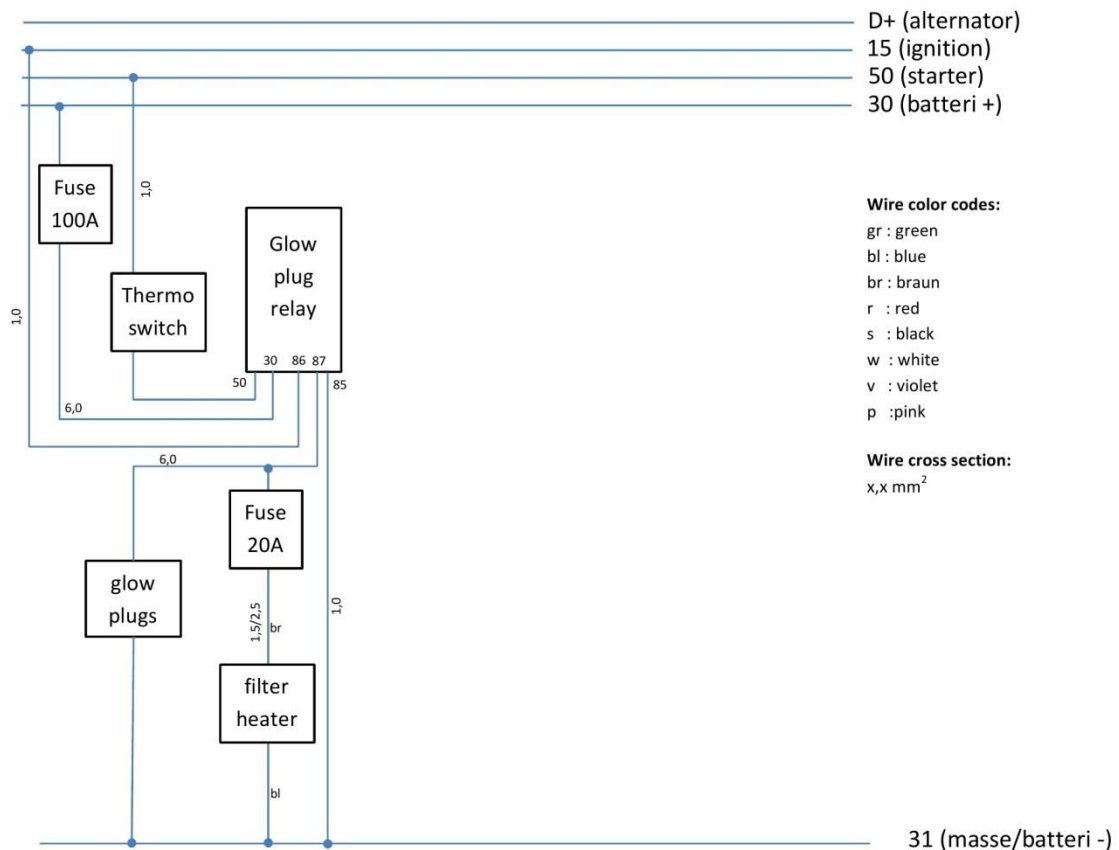 D+ (alternator)
15 (ignition)
50 (starter)
30 (batteri +)
Fuse
100A
1,0
Glow
plug
relay
Thermo
switch
1,0
30 86 87
50
85
6,0
6,0
Fuse
20A
glow
plugs
1,5/2,5
br
1,0
filter
heater
bl
31 (masse/batteri -)
Wire color codes:
gr : green
bl : blue
br : braun
r : red
s : black
w : white
v : violet
p :pink
Wire cross section:
x,x mm²